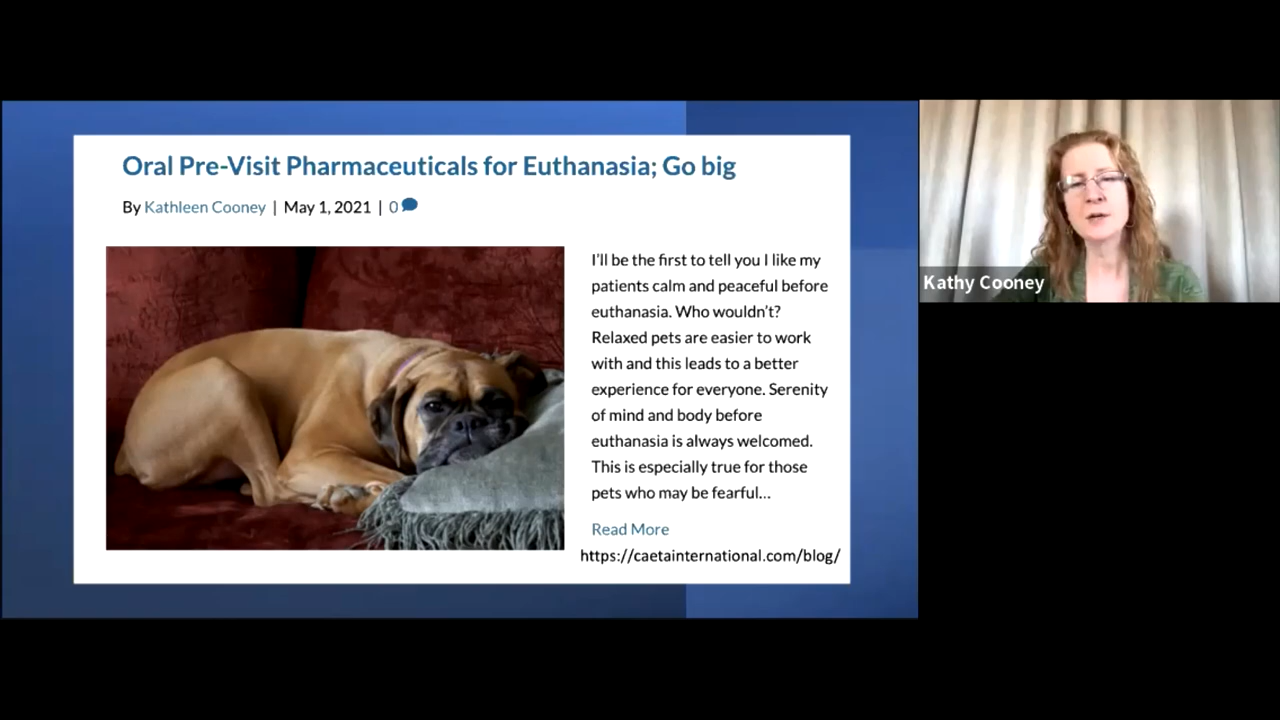 Oral Pre-Visit Pharmaceuticals for Euthanasia; Go big
By Kathleen Cooney | May 1, 2021 | 0
I'll be the first to tell you I like my
patients calm and peaceful before
euthanasia. Who wouldn't?
Relaxed pets are easier to work
with and this leads to a better
experience for everyone. Serenity
of mind and body before
euthanasia is always welcomed.
This is especially true for those
pets who may be fearful...
Read More
https://caetainternational.com/blog/
Kathy Cooney